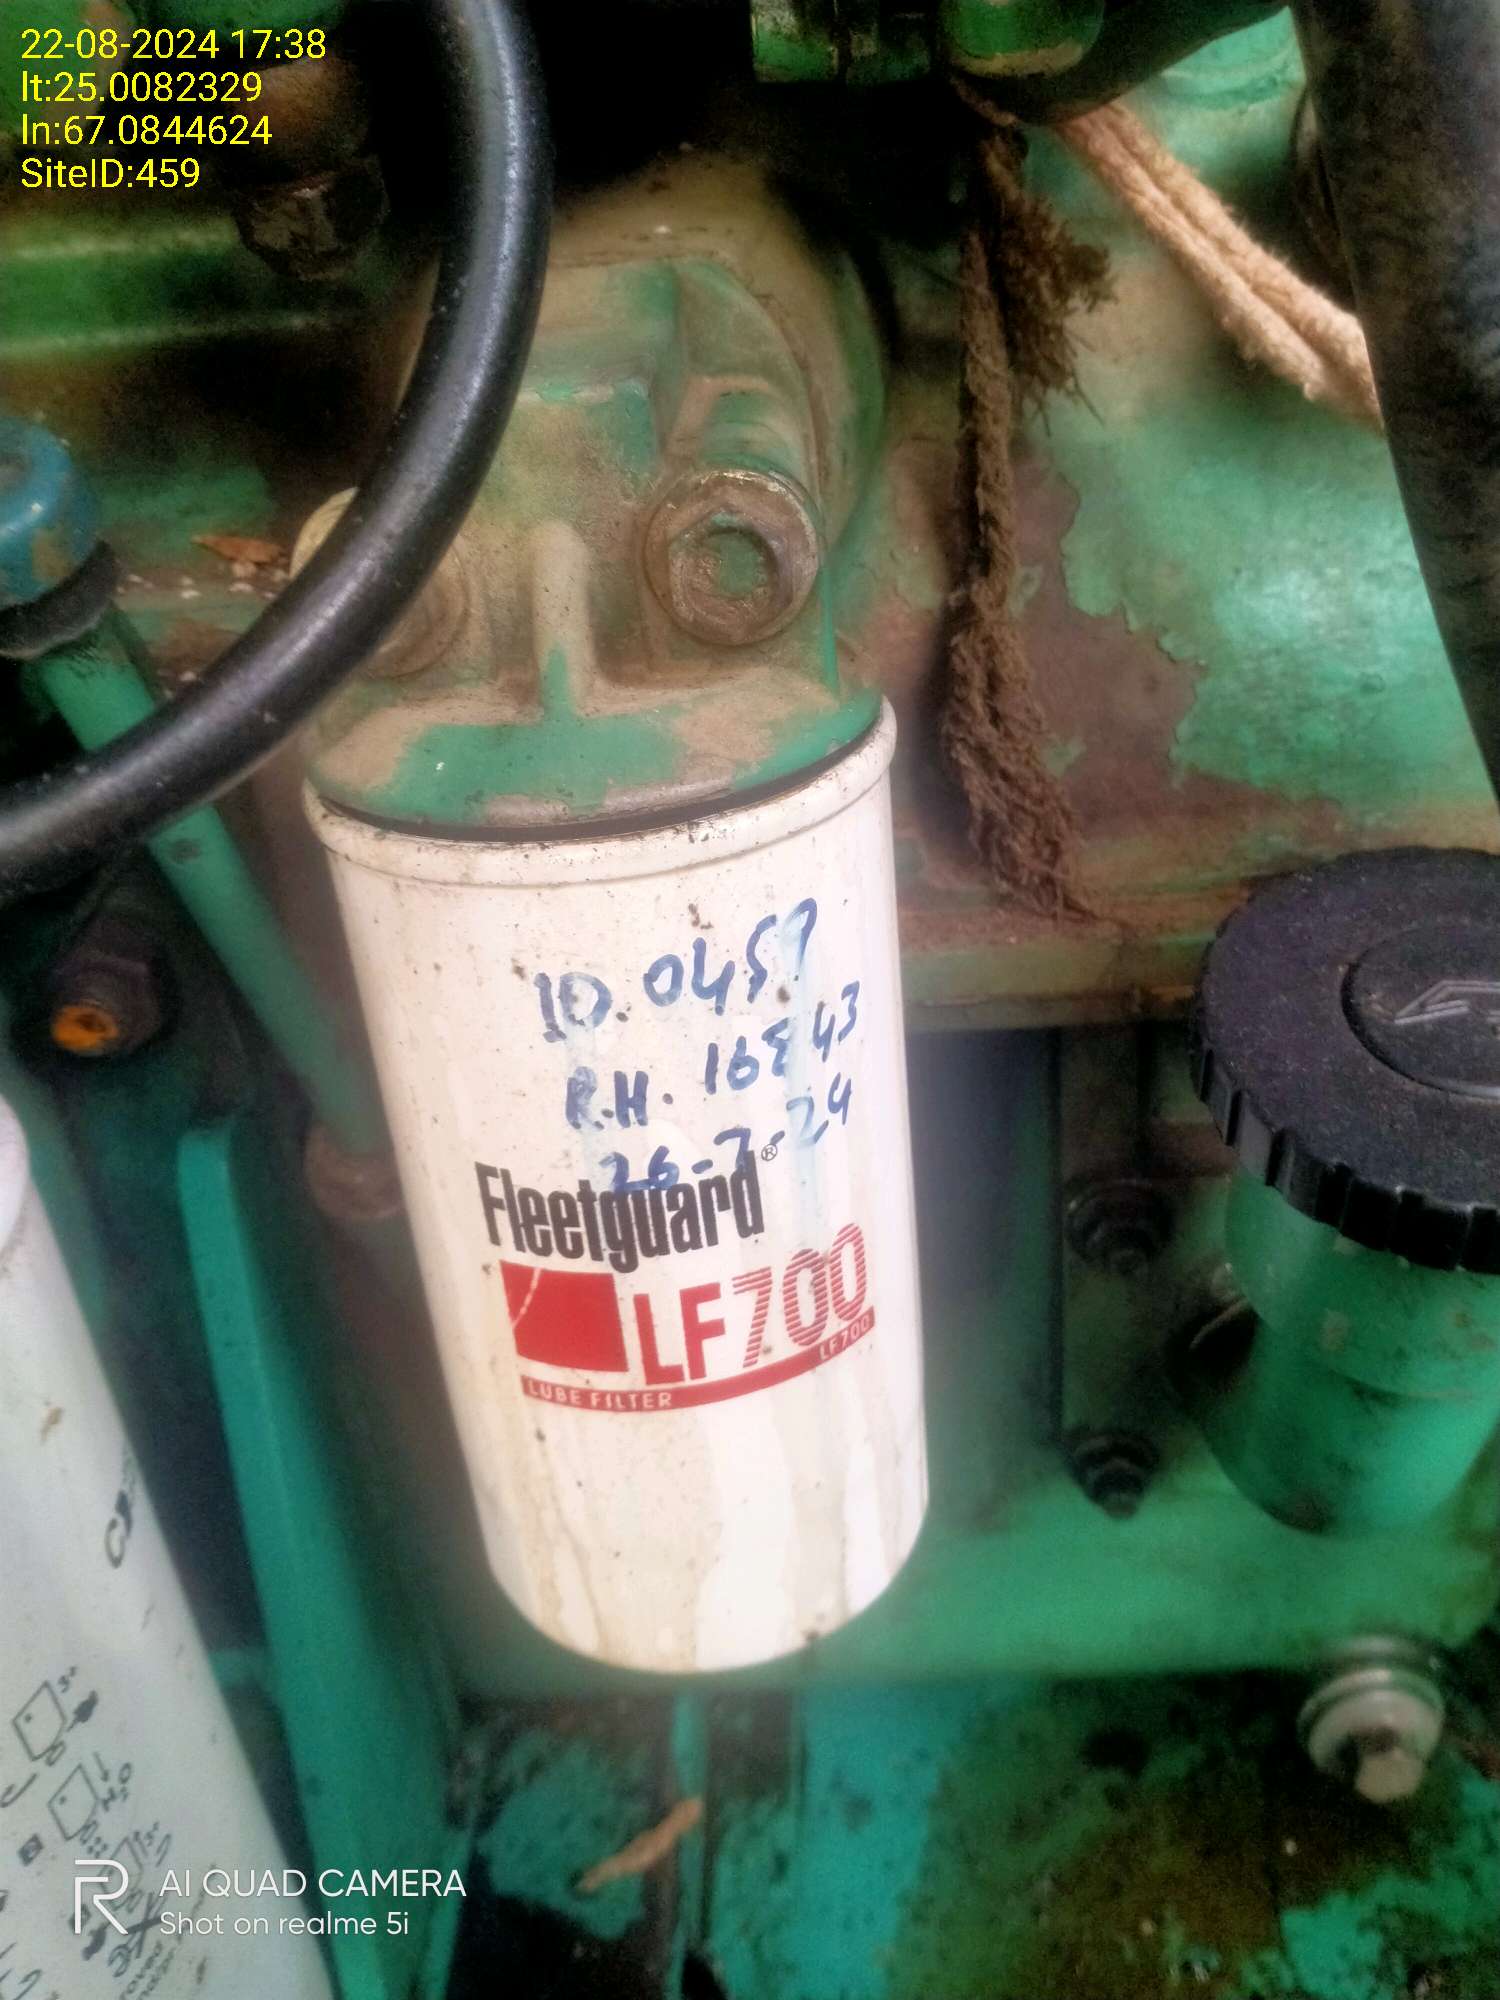 22-08-2024 17:38
lt:25.0082329
ln:67.0844624
SiteID:459
ID. 0459
R.H. 16843
26-7-24
Fleetguard®
LF700
LF700
LUBE FILTER
AI QUAD CAMERA
Shot on realme 5i